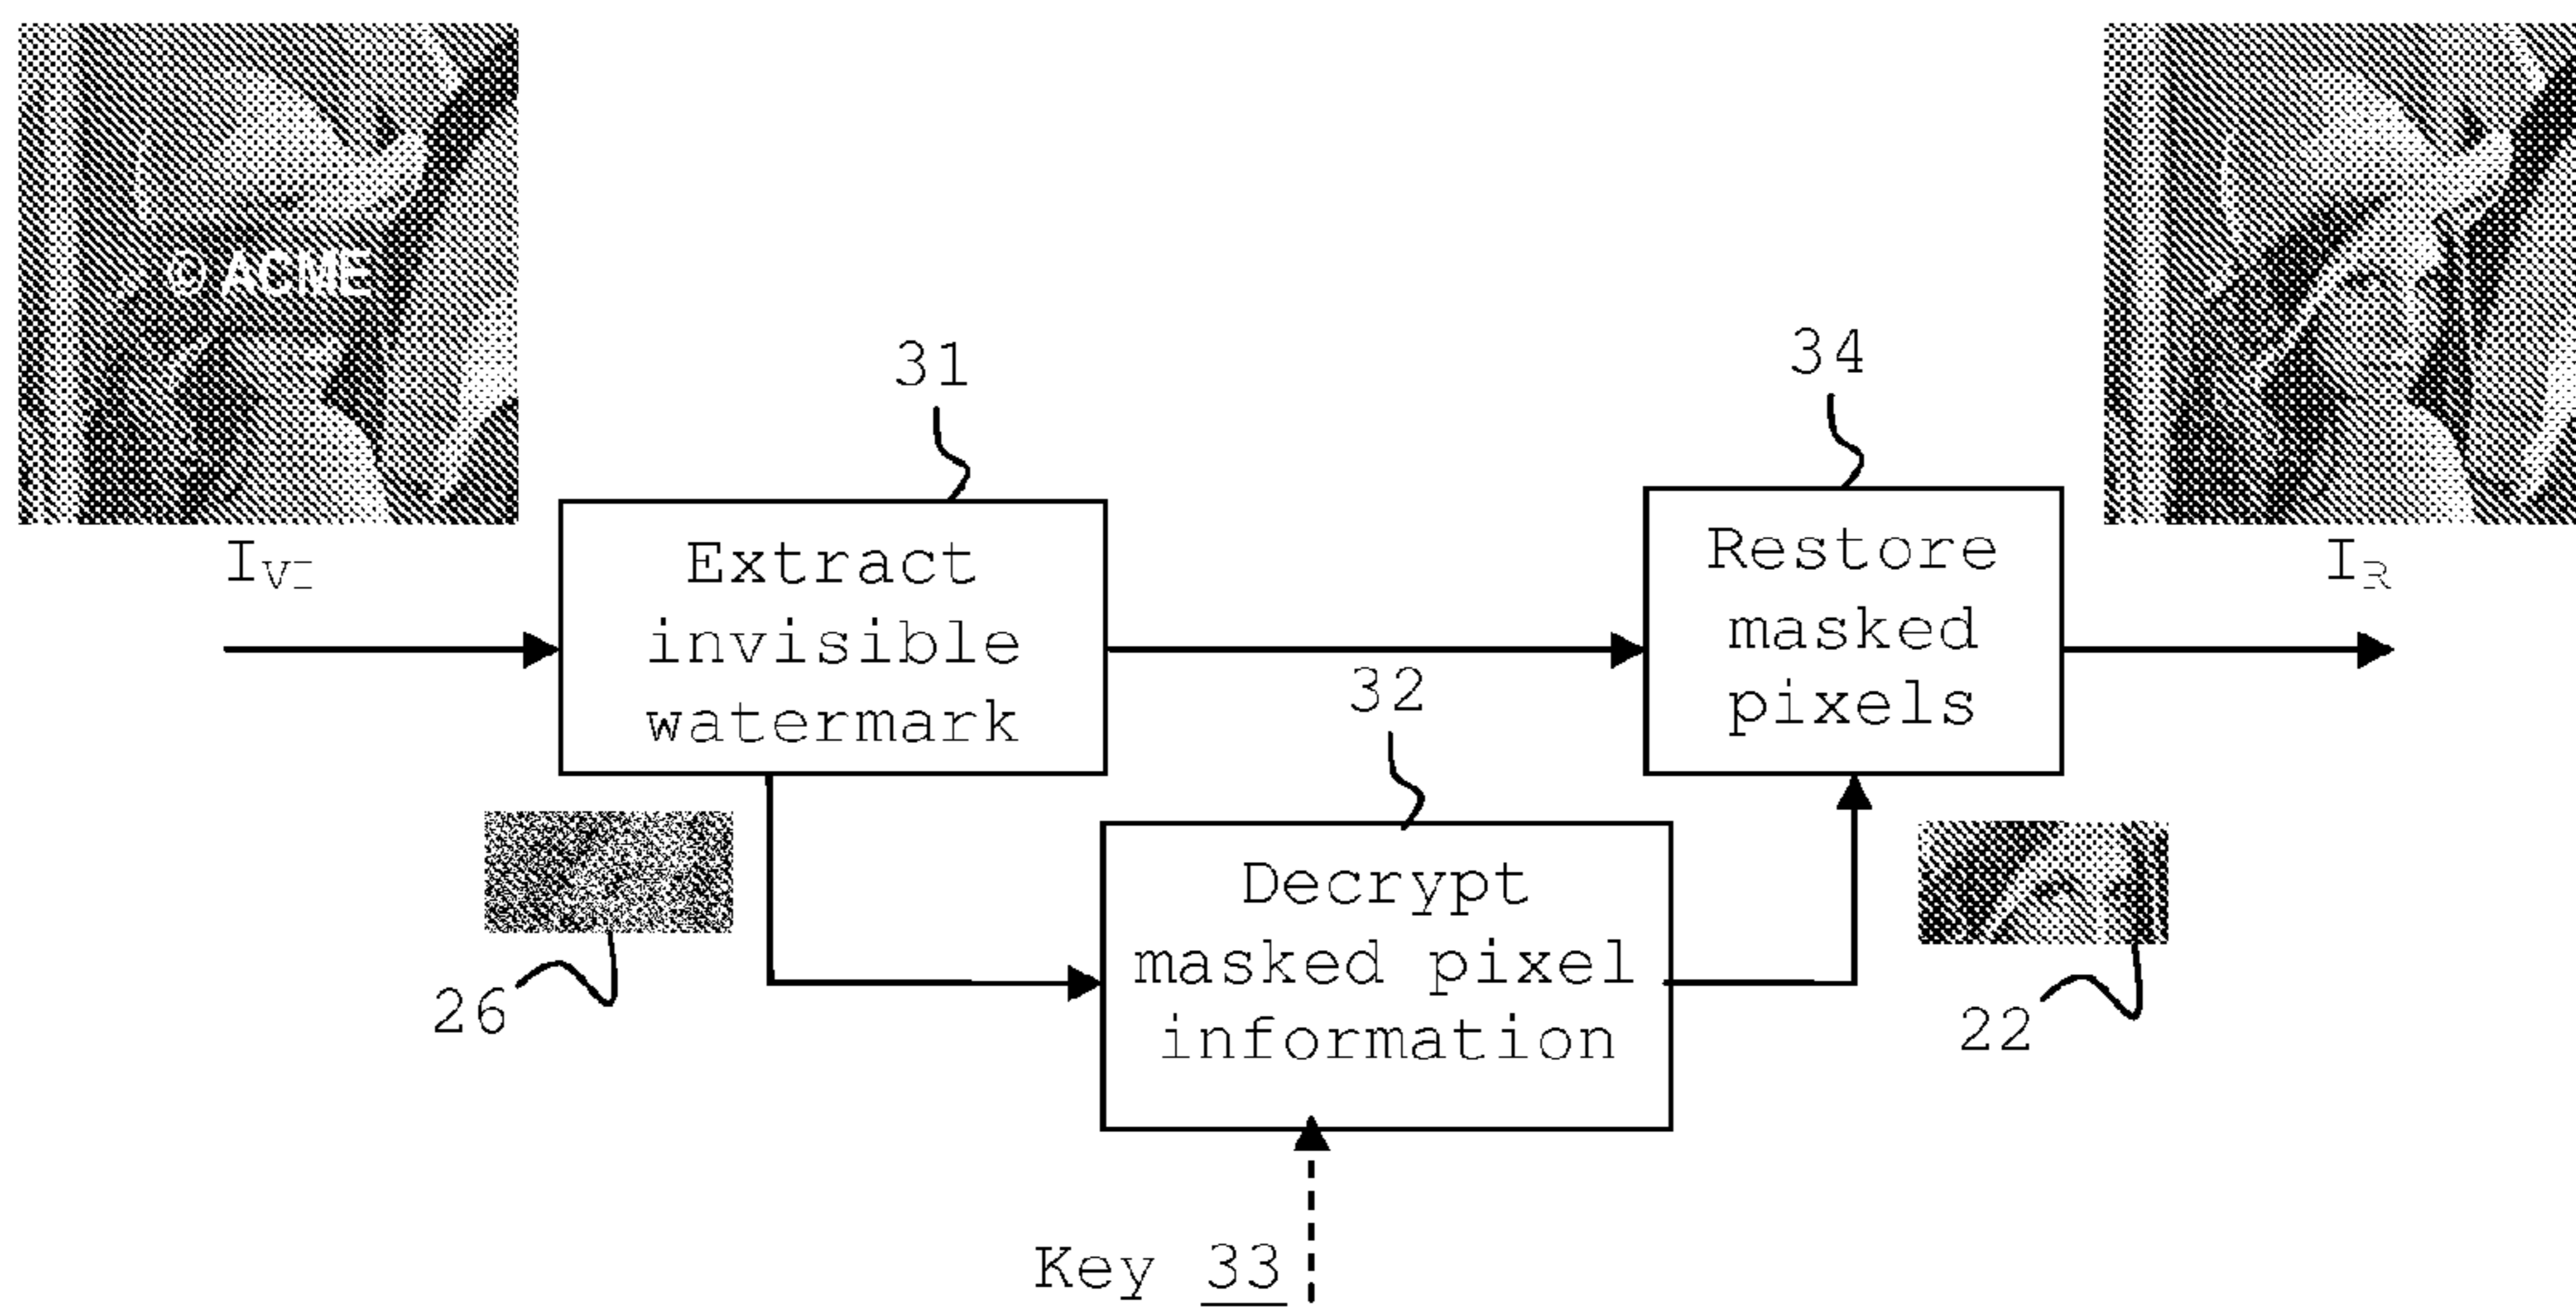 © ACME
31
34
I_VI
I_R
Extract
invisible
watermark
Restore
masked
pixels
32
Decrypt
masked pixel
information
26
22
Key 33